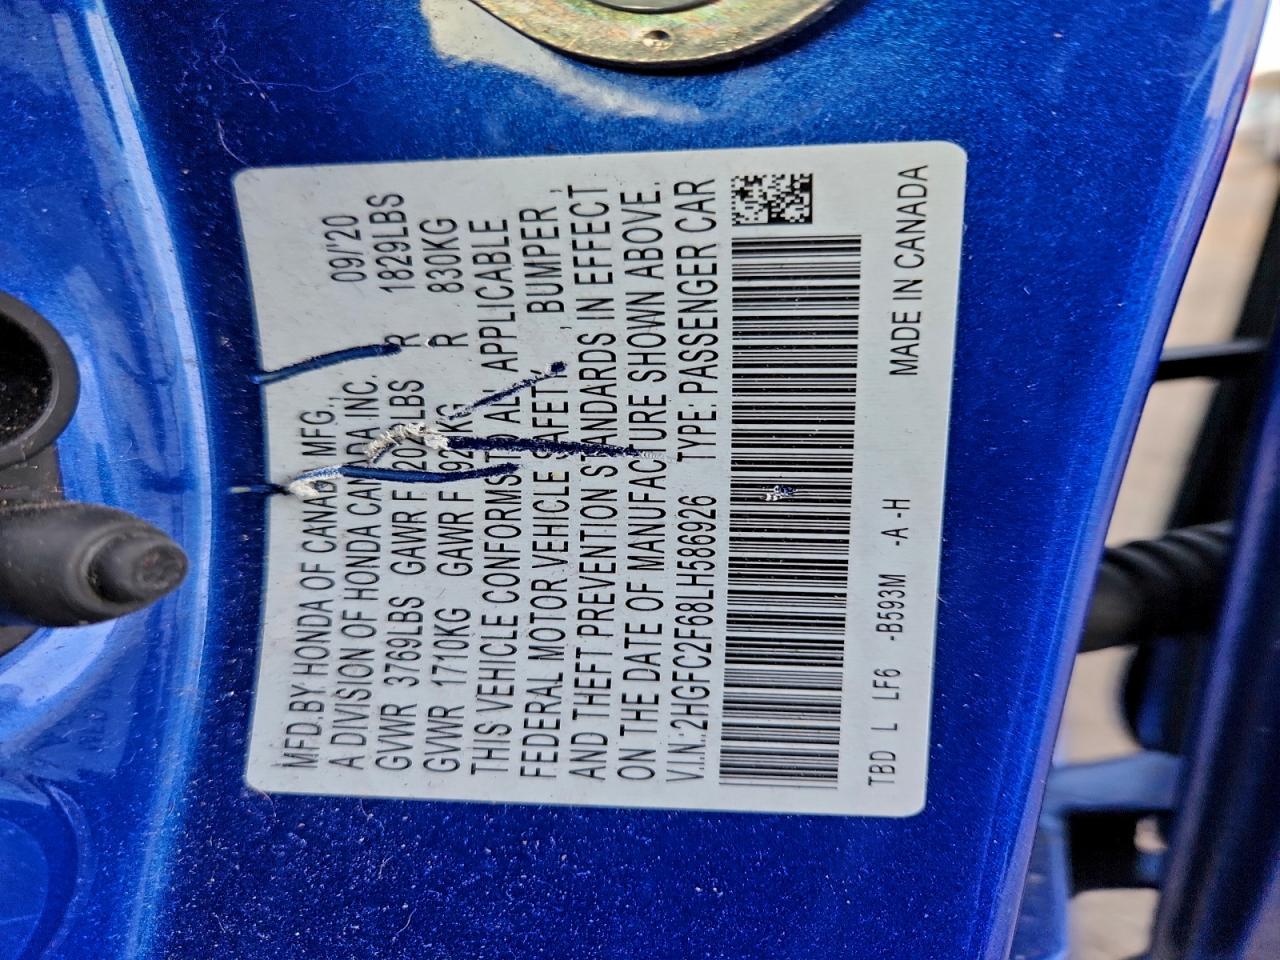 MFD.BY HONDA OF CANADA MFG., 09/'20
A DIVISION OF HONDA CANADA INC.
GVWR 3769LBS GAWR F LBS R 1829LBS
GVWR 1710KG GAWR F KG R 830KG
THIS VEHICLE CONFORMS APPLICABLE
FEDERAL MOTOR VEHICLE SAFETY, BUMPER,
AND THEFT PREVENTION STANDARDS IN EFFECT
ON THE DATE OF MANUFACTURE SHOWN ABOVE.
V.I.N.:2HGFC2F68LH586926 TYPE:PASSENGER CAR
TBD L LF6 -B593M -A -H MADE IN CANADA